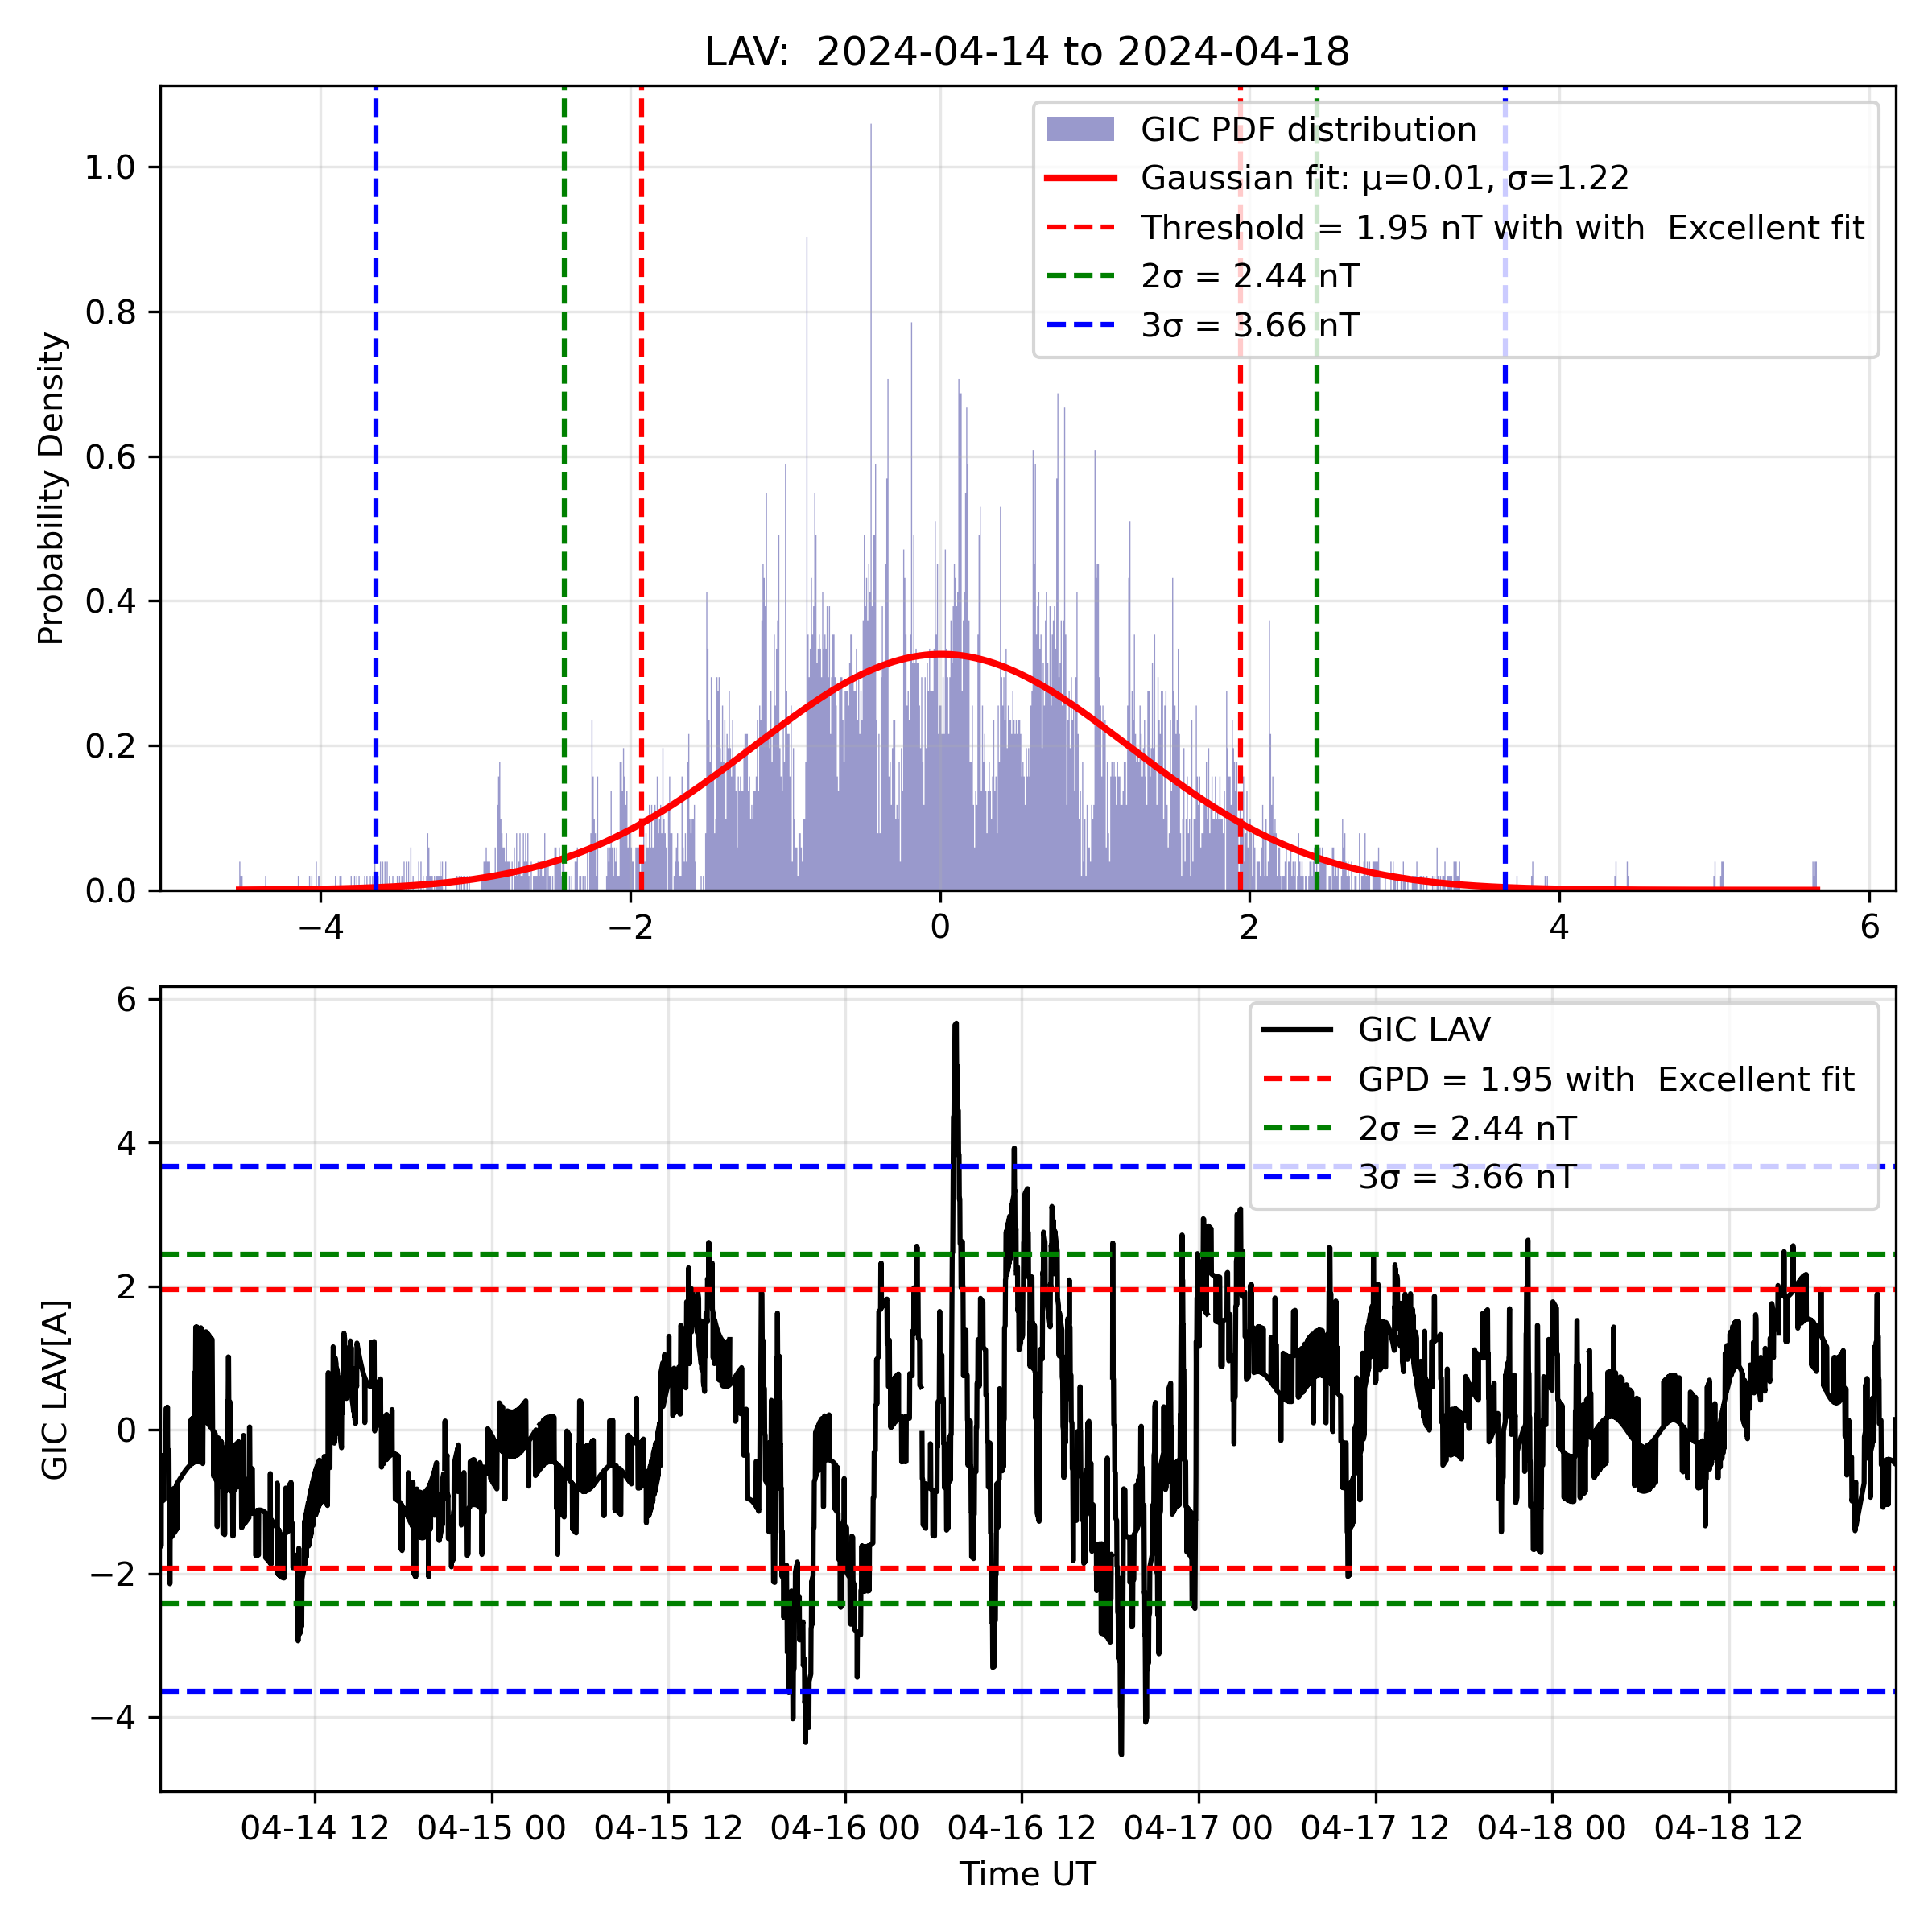 LAV:  2024-04-14 to 2024-04-18
GIC PDF distribution
Gaussian fit: μ=0.01, σ=1.22
Threshold = 1.95 nT with with  Excellent fit
2σ = 2.44 nT
3σ = 3.66 nT
Probability Density
1.0
0.8
0.6
0.4
0.2
0.0
−4
−2
0
2
4
6
GIC LAV
GPD = 1.95 with  Excellent fit
2σ = 2.44 nT
3σ = 3.66 nT
GIC LAV[A]
6
4
2
0
−2
−4
04-14 12
04-15 00
04-15 12
04-16 00
04-16 12
04-17 00
04-17 12
04-18 00
04-18 12
Time UT